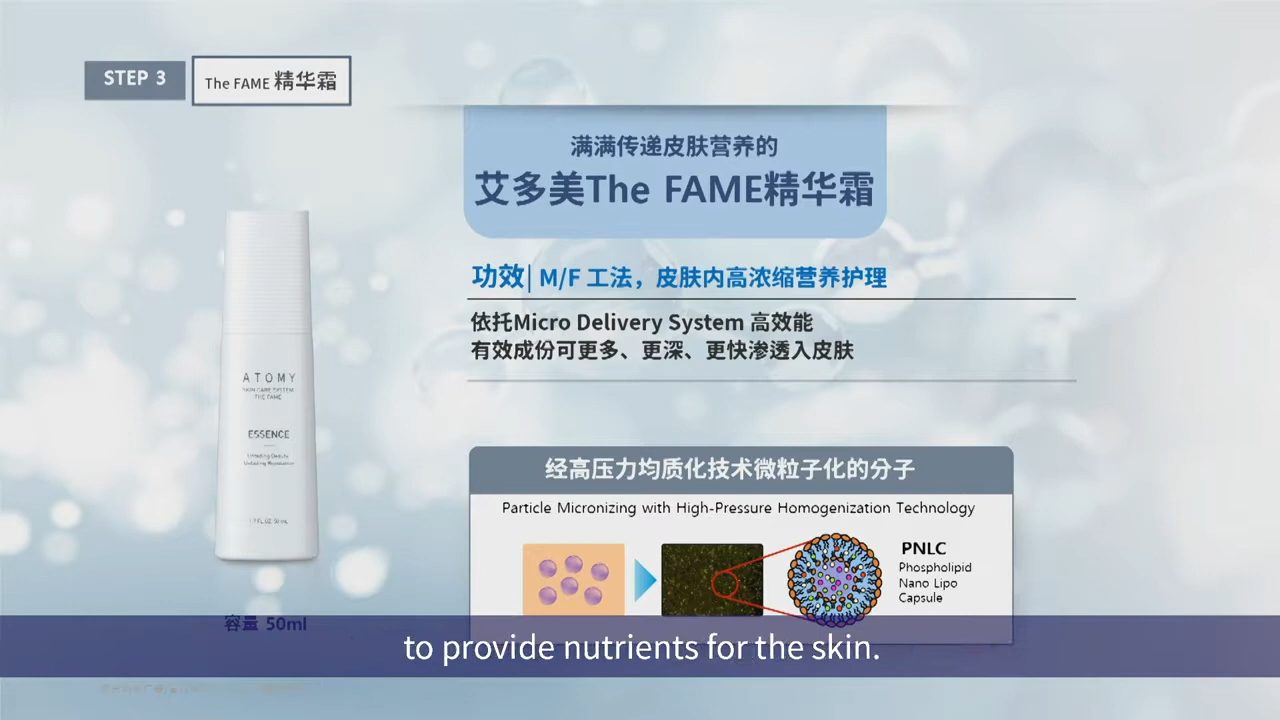 STEP 3
The FAME 精华霜
满满传递皮肤营养的
艾多美The FAME精华霜
功效| M/F 工法，皮肤内高浓缩营养护理
依托Micro Delivery System 高效能
有效成份可更多、更深、更快渗透入皮肤
ATOMY
SKIN CARE SYSTEM
THE FAME
ESSENCE
经高压力均质化技术微粒子化的分子
Particle Micronizing with High-Pressure Homogenization Technology
PNLC
Phospholipid
Nano Lipo
Capsule
容量 50ml
to provide nutrients for the skin.